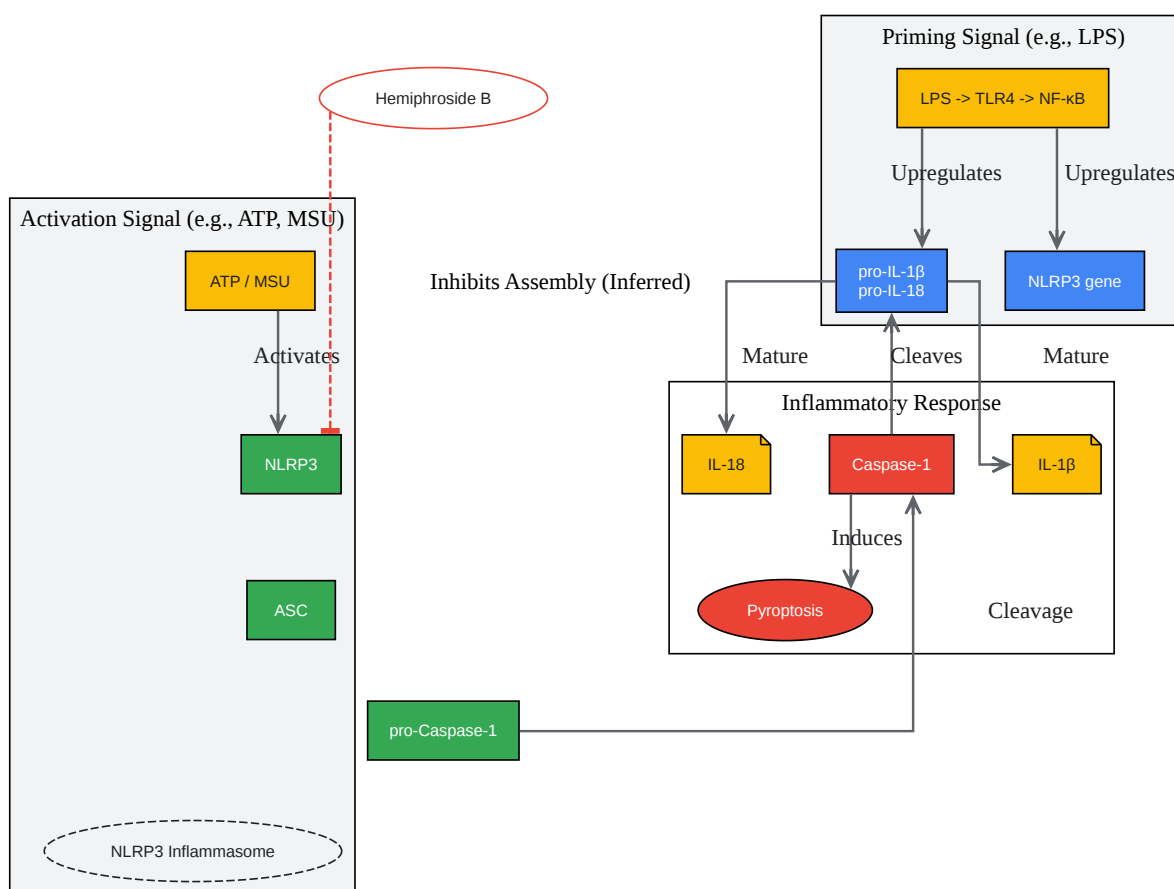 Priming Signal (e.g., LPS)
Hemiphroside B
LPS -> TLR4 -> NF-κB
Upregulates
Upregulates
Activation Signal (e.g., ATP, MSU)
ATP / MSU
Inhibits Assembly (Inferred)
pro-IL-1β
pro-IL-18
NLRP3 gene
Activates
Mature
Cleaves
Mature
Inflammatory Response
NLRP3
IL-18
Caspase-1
IL-1β
Induces
ASC
Pyroptosis
Cleavage
pro-Caspase-1
NLRP3 Inflammasome